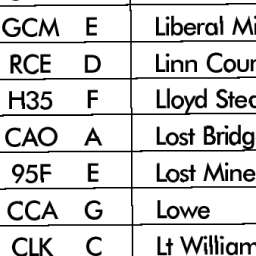 GCM E Liberal Mi
RCE D Linn Cour
H35 F Lloyd Stea
CAO A Lost Bridg
95F E Lost Mine
CCA G Lowe
CLK C Lt William